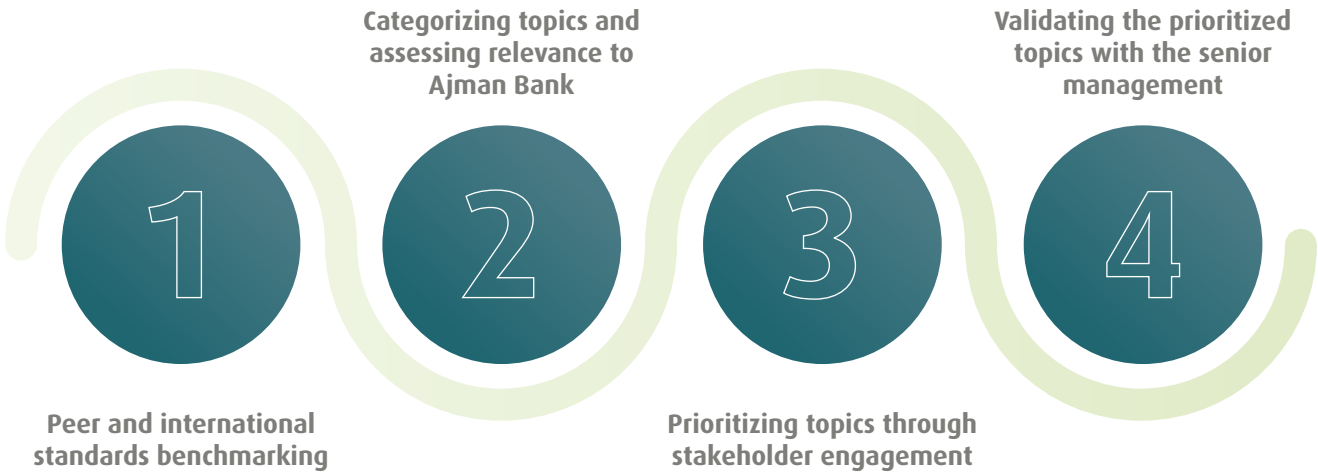 1
Peer and international
standards benchmarking
Categorizing topics and
assessing relevance to
Ajman Bank
2
3
Prioritizing topics through
stakeholder engagement
Validating the prioritized
topics with the senior
management
4